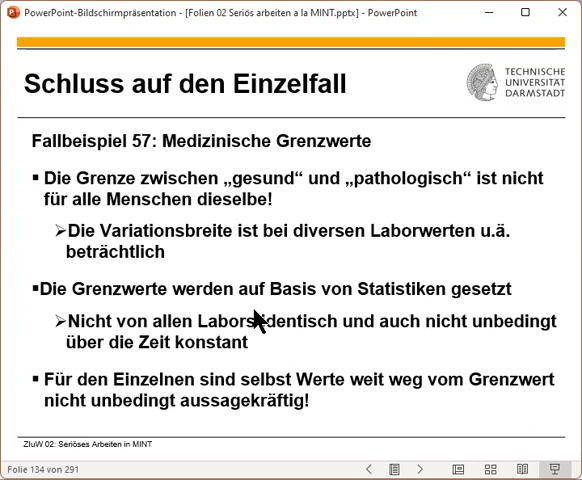 PowerPoint-Bildschirmpräsentation - [Folien 02 Seriös arbeiten a la MINT.pptx] - PowerPoint
Schluss auf den Einzelfall
TECHNISCHE
UNIVERSITÄT
DARMSTADT
Fallbeispiel 57: Medizinische Grenzwerte
▪ Die Grenze zwischen „gesund“ und „pathologisch“ ist nicht
für alle Menschen dieselbe!
➢Die Variationsbreite ist bei diversen Laborwerten u.ä.
beträchtlich
▪Die Grenzwerte werden auf Basis von Statistiken gesetzt
➢Nicht von allen Labors identisch und auch nicht unbedingt
über die Zeit konstant
▪ Für den Einzelnen sind selbst Werte weit weg vom Grenzwert
nicht unbedingt aussagekräftig!
ZIuW 02: Seriöses Arbeiten in MINT
Folie 134 von 291